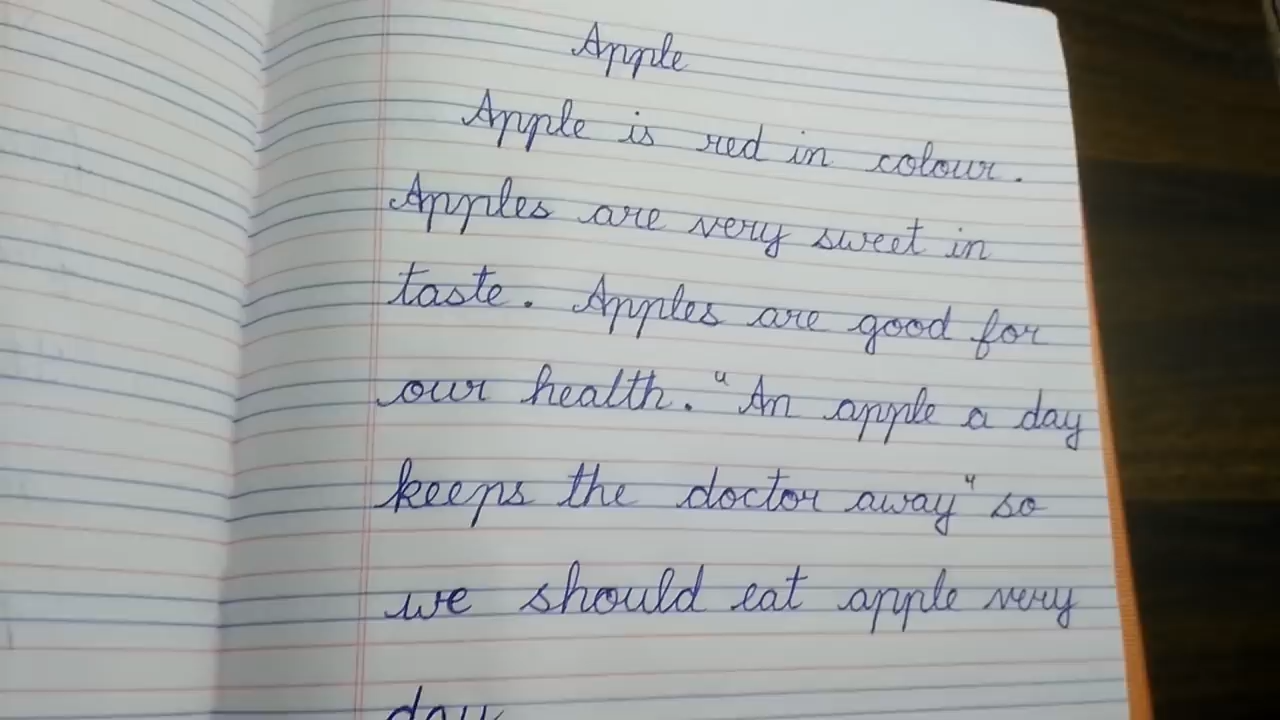 Apple
Apple is red in colour.
Apples are very sweet in
taste. Apples are good for
our health. "An apple a day
keeps the doctor away" so
we should eat apple very
day